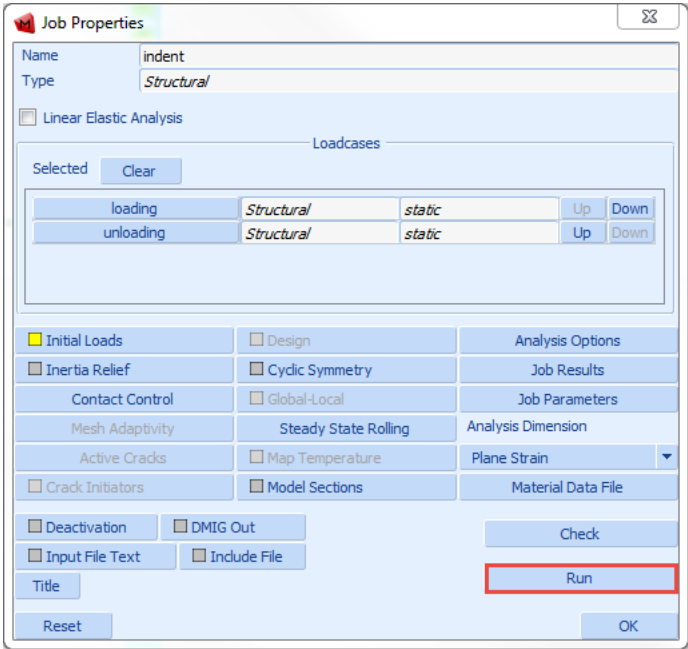 Job Properties
Name indent
Type Structural
Linear Elastic Analysis
Loadcases
Selected Clear
loading Structural static Up Down
unloading Structural static Up Down
Initial Loads Design Analysis Options
Inertia Relief Cyclic Symmetry Job Results
Contact Control Global-Local Job Parameters
Mesh Adaptivity Steady State Rolling Analysis Dimension
Active Cracks Map Temperature Plane Strain
Crack Initiators Model Sections Material Data File
Deactivation DMIG Out Check
Input File Text Include File
Title Run
Reset OK